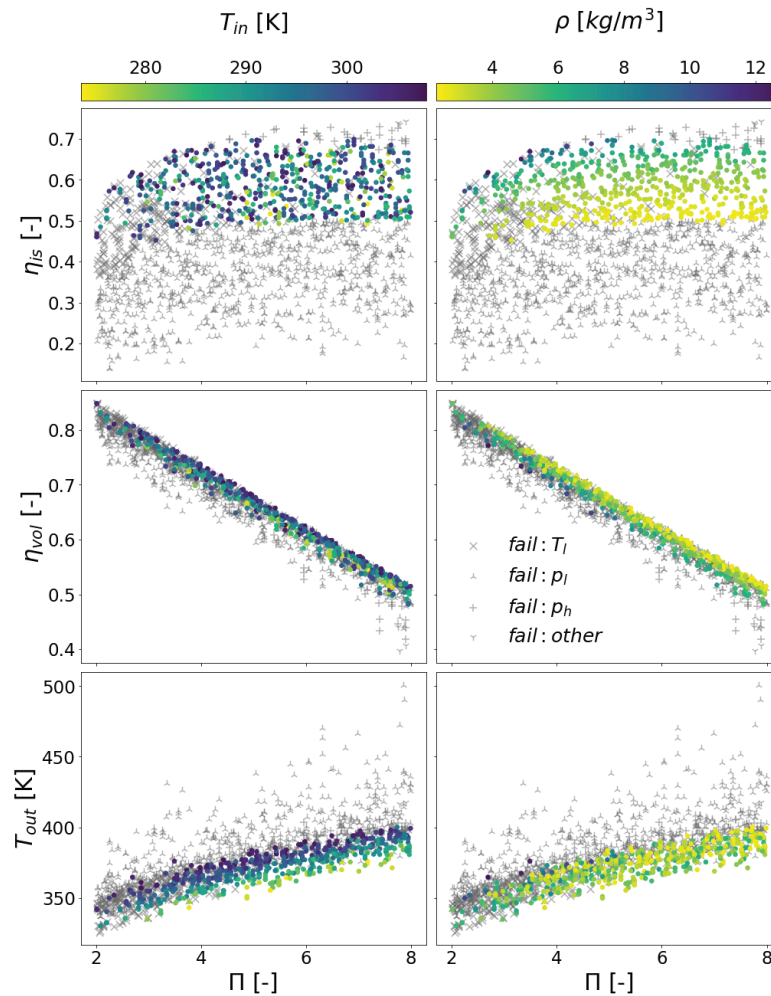 T_in [K] ρ [kg/m³]
280 290 300 4 6 8 10 12
0.7
0.6
0.5
0.4
0.3
0.2
η_is [-]
0.8
0.7
0.6
0.5
0.4
η_vol [-]
fail: T_l
fail: p_l
fail: p_h
fail: other
500
450
400
350
T_out [K]
2 4 6 8 2 4 6 8
Π [-] Π [-]